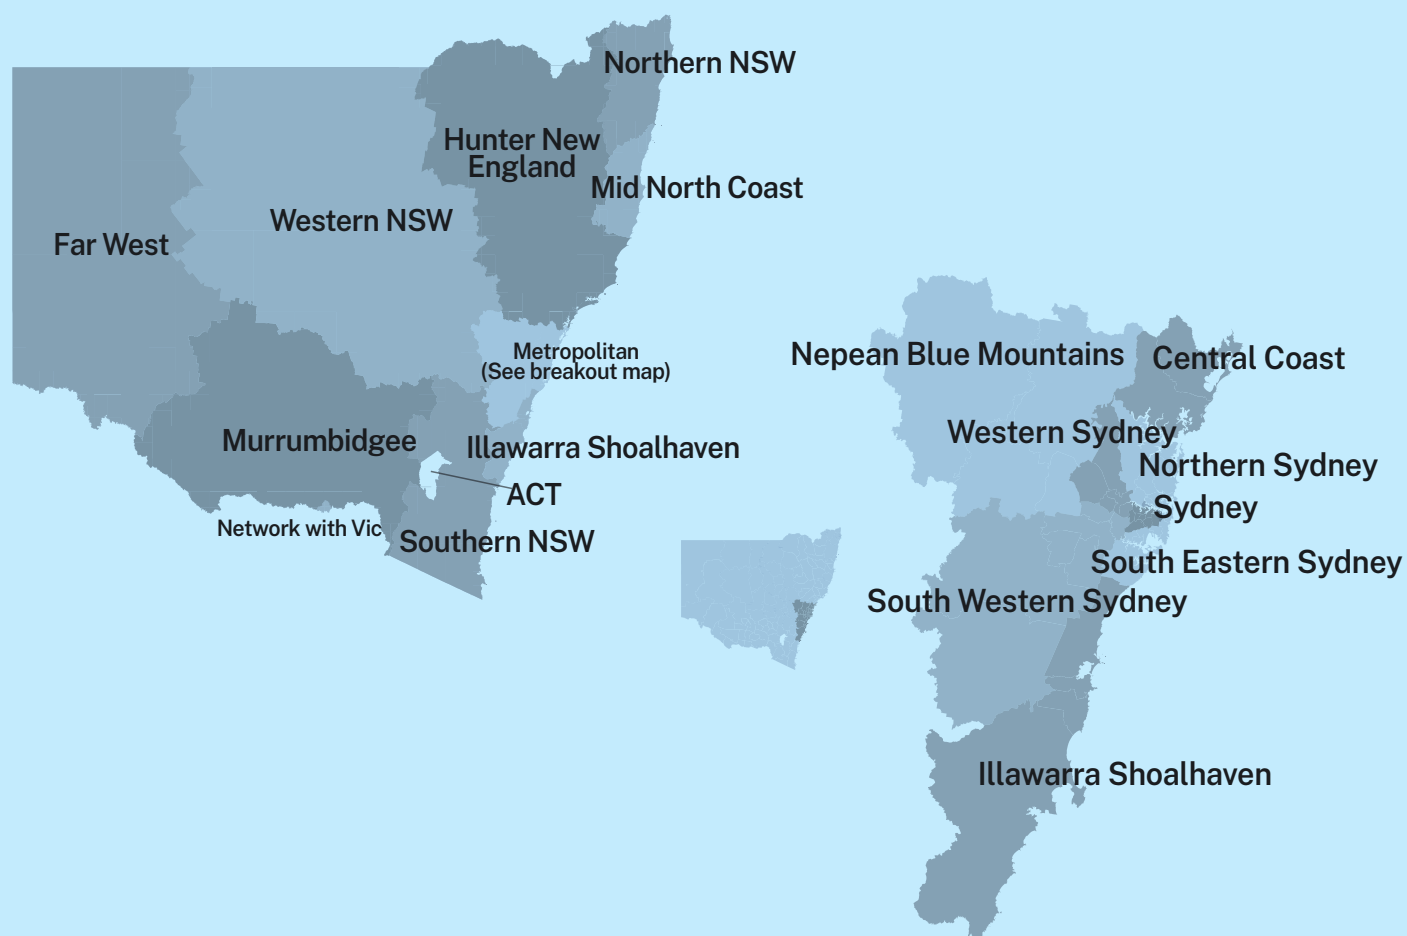 Northern NSW
Hunter New
England
Mid North Coast
Western NSW
Far West
Metropolitan
(See breakout map)
Murrumbidgee
Illawarra Shoalhaven
ACT
Network with Vic
Southern NSW
Nepean Blue Mountains
Central Coast
Western Sydney
Northern Sydney
Sydney
South Eastern Sydney
South Western Sydney
Illawarra Shoalhaven